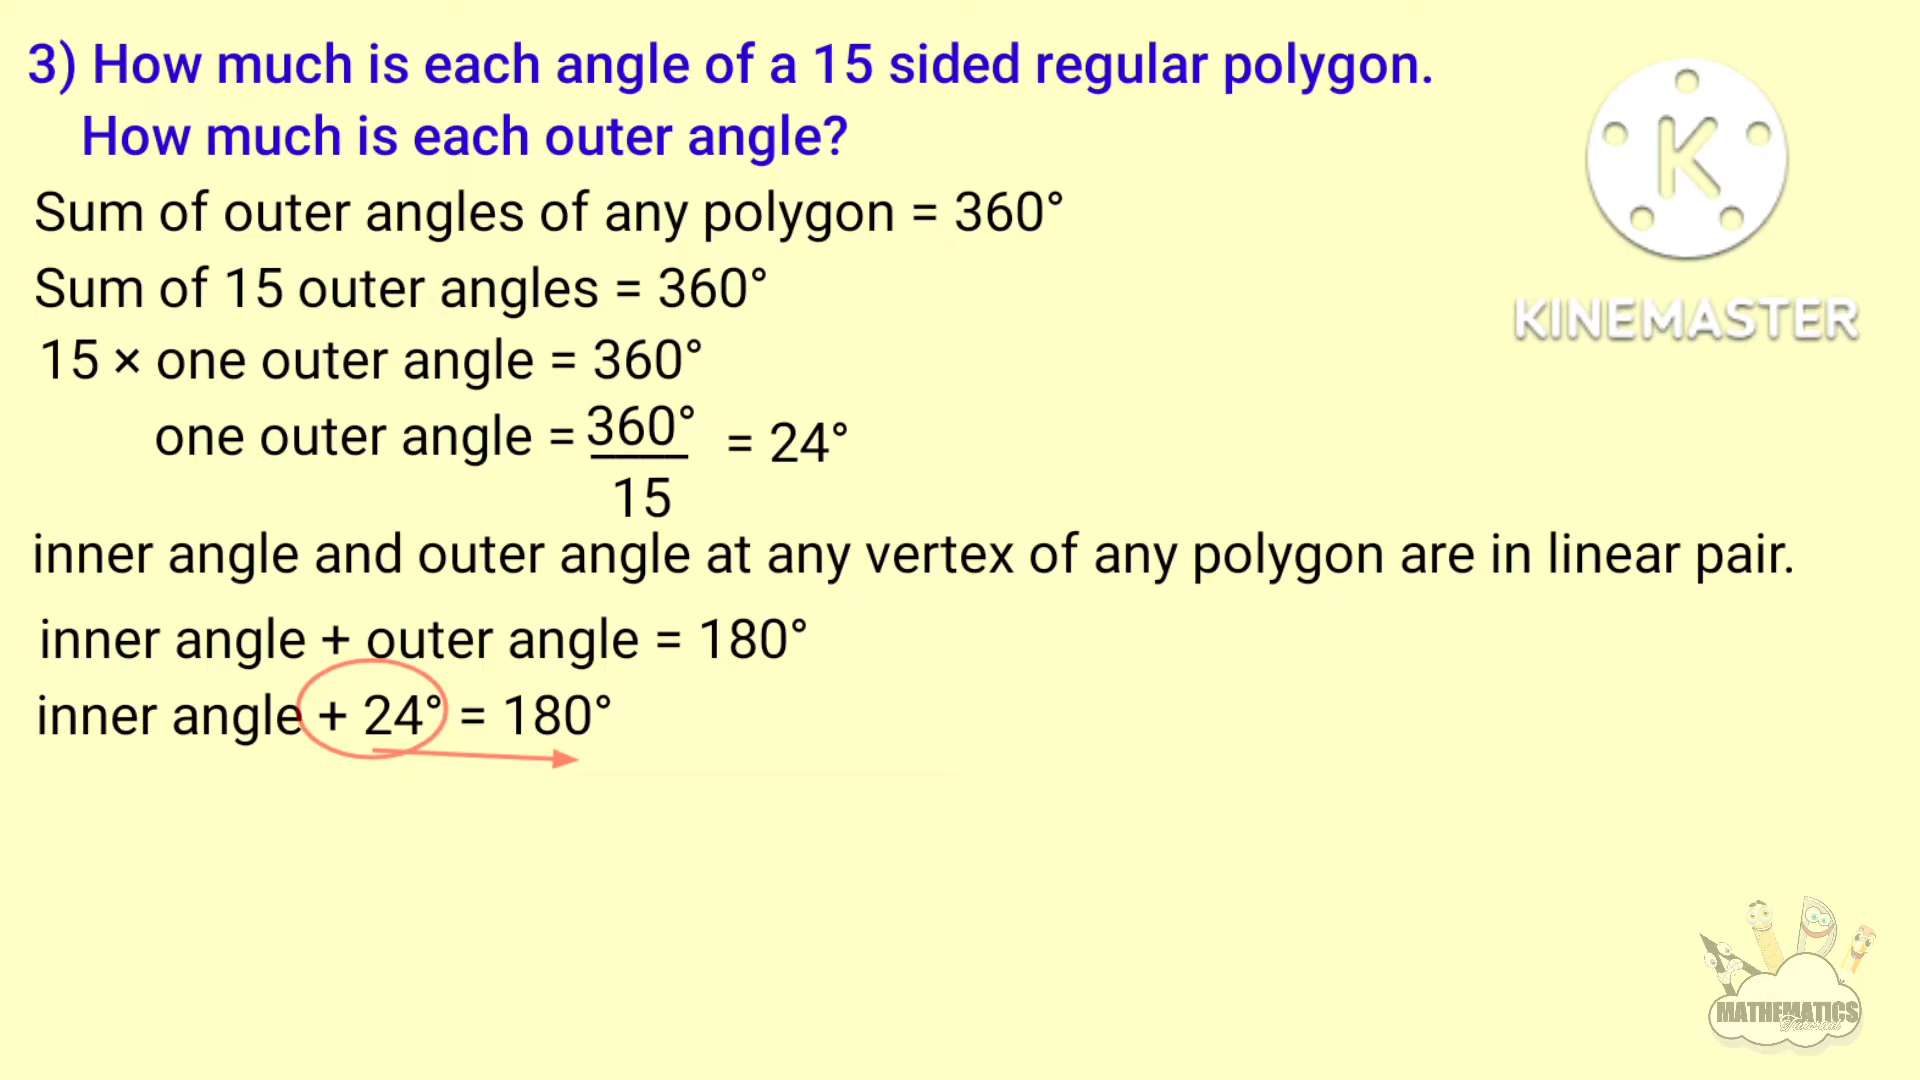 3) How much is each angle of a 15 sided regular polygon.
How much is each outer angle?
Sum of outer angles of any polygon = 360°
Sum of 15 outer angles = 360°
15 × one outer angle = 360°
one outer angle = 360° = 24°
15
inner angle and outer angle at any vertex of any polygon are in linear pair.
inner angle + outer angle = 180°
inner angle + 24° = 180°
K
KINEMASTER
MATHEMATICS
Tutorial